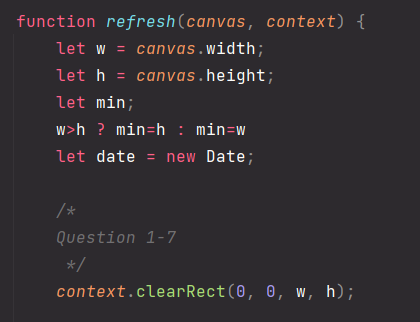 function refresh(canvas, context) {
let w = canvas.width;
let h = canvas.height;
let min;
w>h ? min=h : min=w
let date = new Date;
/*
Question 1-7
*/
context.clearRect(0, 0, w, h);